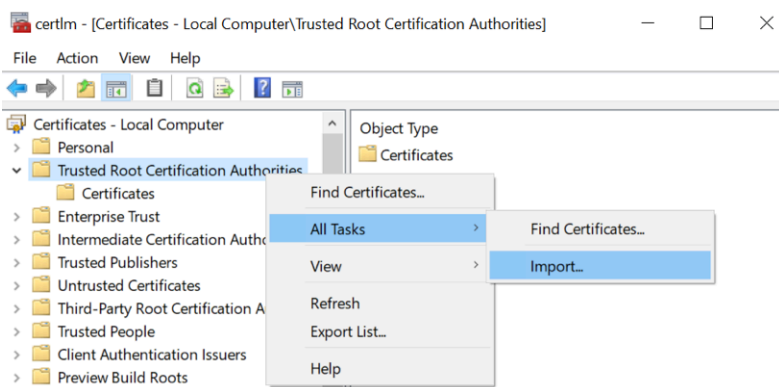 certlm - [Certificates - Local Computer\Trusted Root Certification Authorities]
File Action View Help
Certificates - Local Computer
Personal
Trusted Root Certification Authorities
Certificates
Enterprise Trust
Intermediate Certification Autho
Trusted Publishers
Untrusted Certificates
Third-Party Root Certification A
Trusted People
Client Authentication Issuers
Preview Build Roots
Object Type
Certificates
Find Certificates...
All Tasks
View
Refresh
Export List...
Help
Find Certificates...
Import...